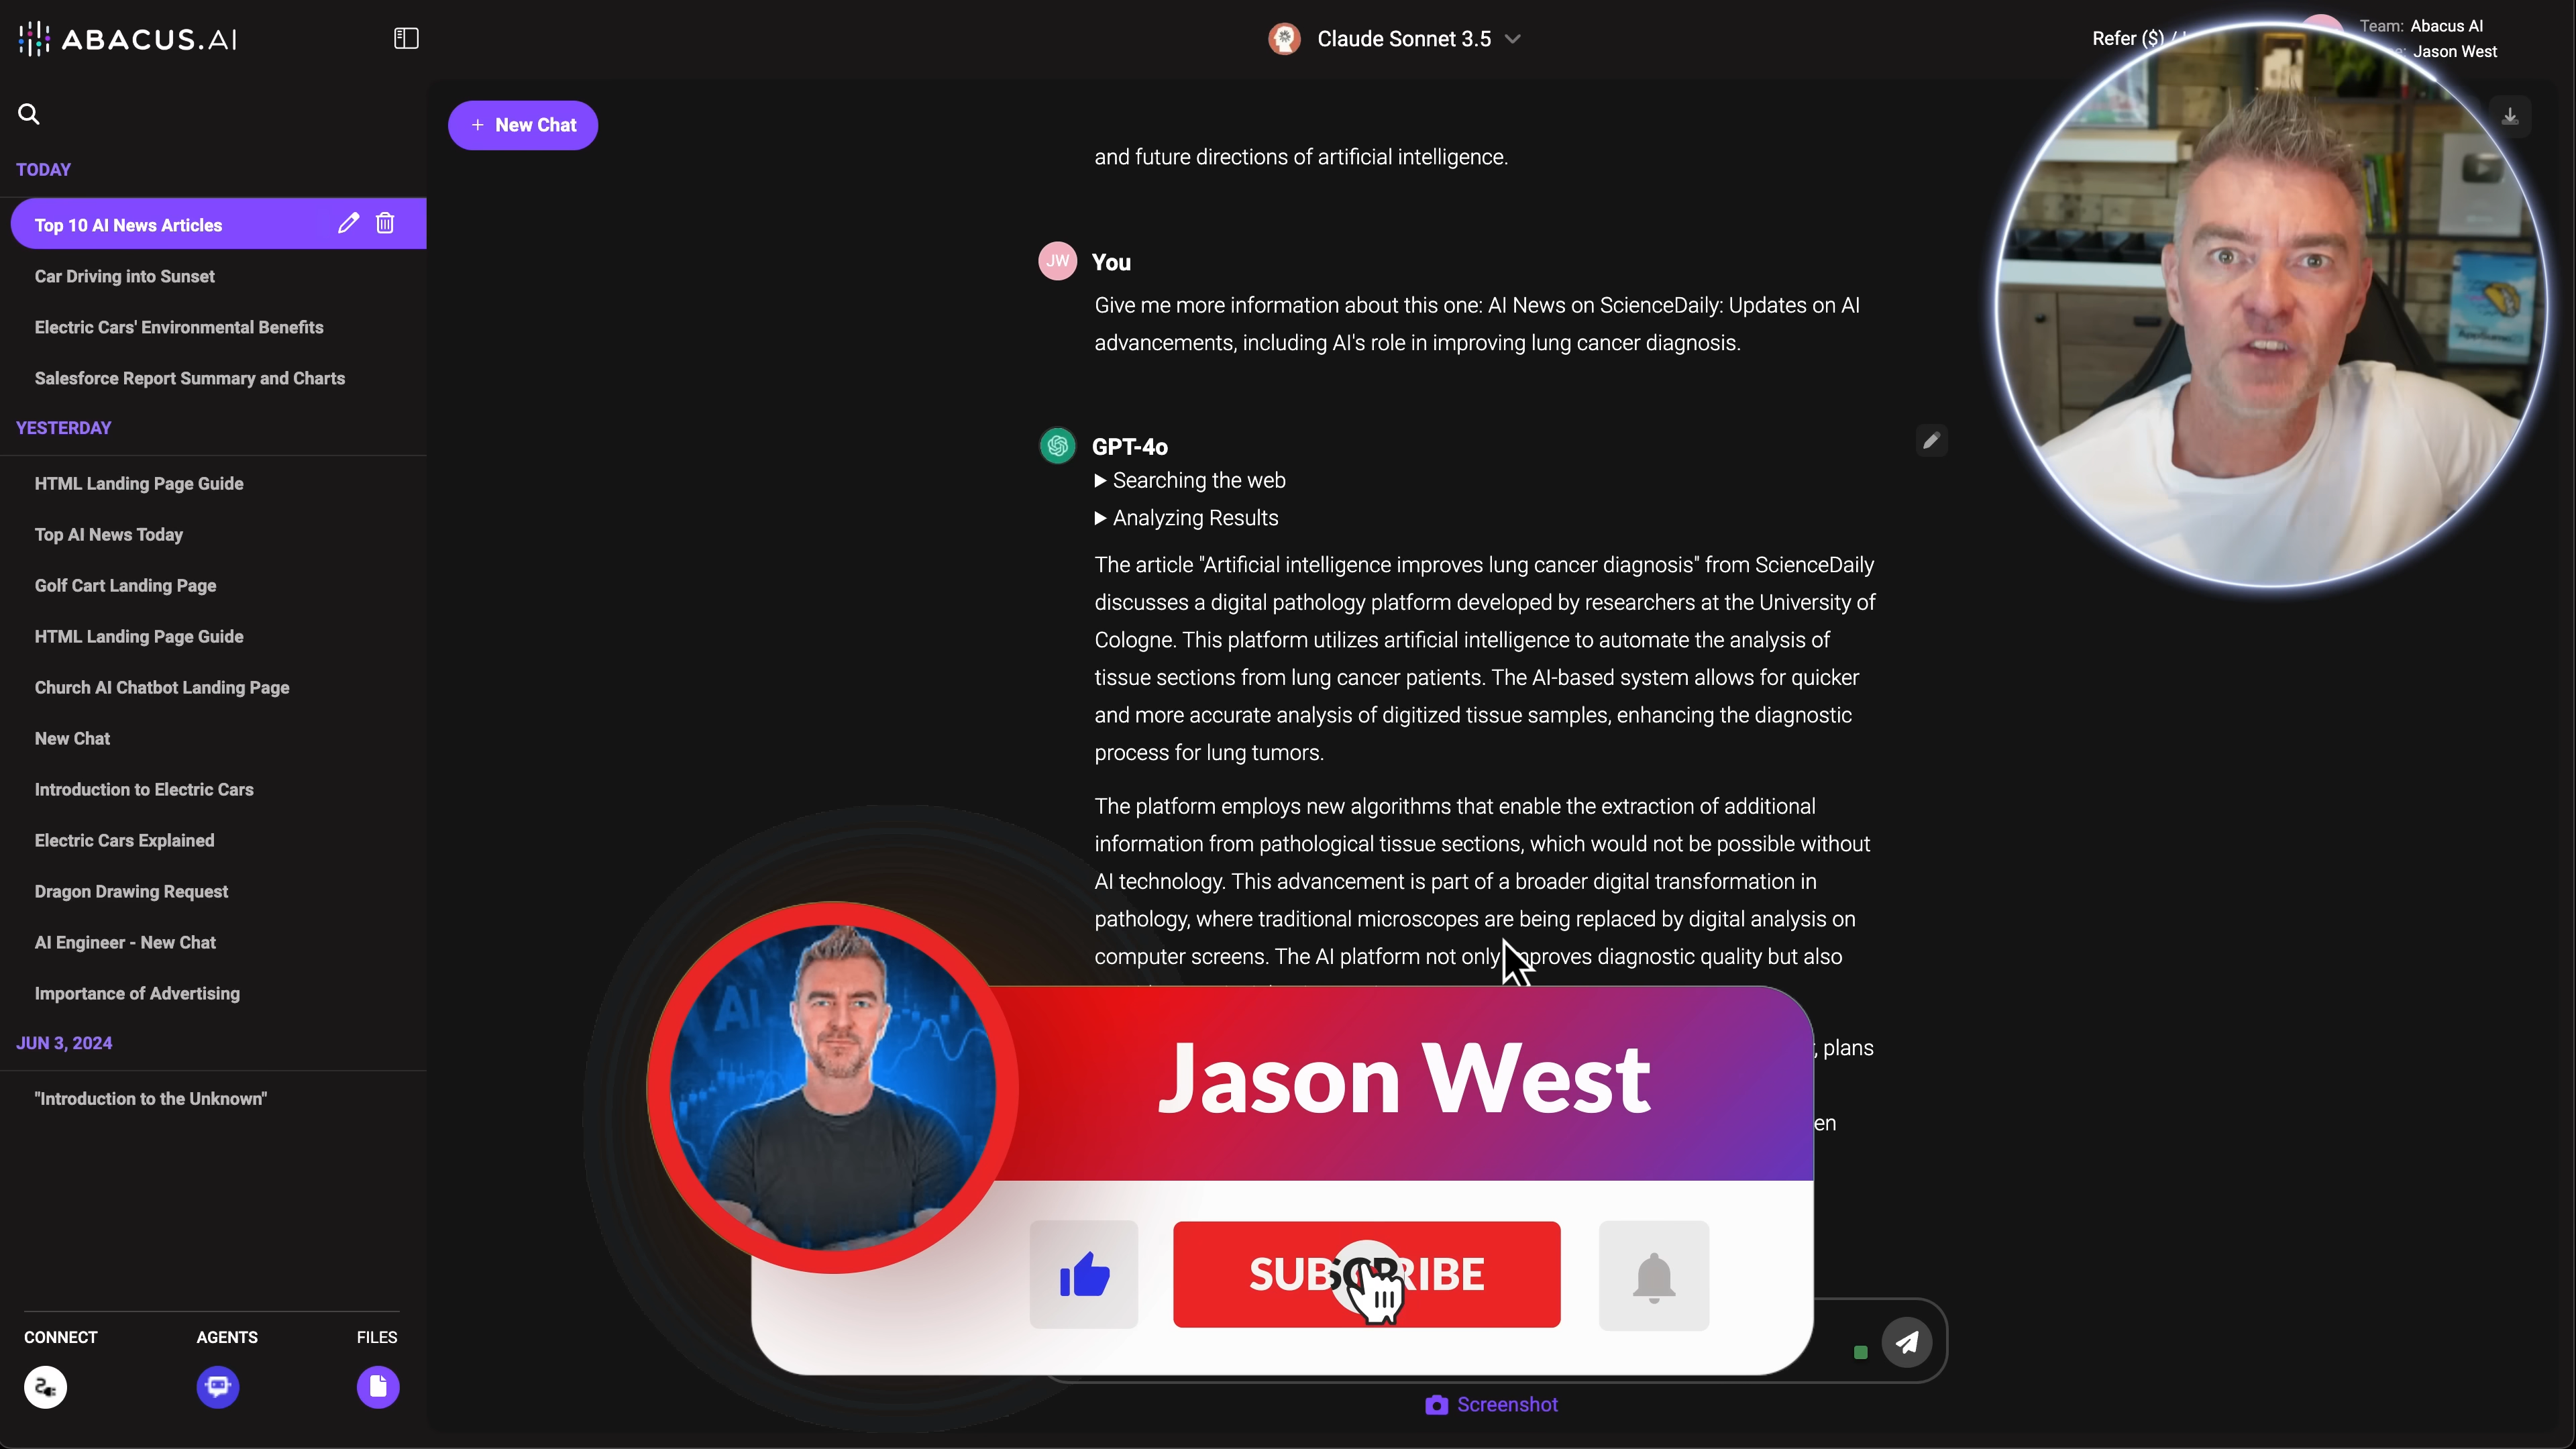 ABACUS.AI
Claude Sonnet 3.5
Refer ($)
Team: Abacus AI
Jason West
+ New Chat
TODAY
Top 10 AI News Articles
Car Driving into Sunset
Electric Cars' Environmental Benefits
Salesforce Report Summary and Charts
YESTERDAY
HTML Landing Page Guide
Top AI News Today
Golf Cart Landing Page
HTML Landing Page Guide
Church AI Chatbot Landing Page
New Chat
Introduction to Electric Cars
Electric Cars Explained
Dragon Drawing Request
AI Engineer - New Chat
Importance of Advertising
JUN 3, 2024
"Introduction to the Unknown"
CONNECT
AGENTS
FILES
and future directions of artificial intelligence.
JW
You
Give me more information about this one: AI News on ScienceDaily: Updates on AI
advancements, including AI's role in improving lung cancer diagnosis.
GPT-4o
Searching the web
Analyzing Results
The article "Artificial intelligence improves lung cancer diagnosis" from ScienceDaily
discusses a digital pathology platform developed by researchers at the University of
Cologne. This platform utilizes artificial intelligence to automate the analysis of
tissue sections from lung cancer patients. The AI-based system allows for quicker
and more accurate analysis of digitized tissue samples, enhancing the diagnostic
process for lung tumors.
The platform employs new algorithms that enable the extraction of additional
information from pathological tissue sections, which would not be possible without
AI technology. This advancement is part of a broader digital transformation in
pathology, where traditional microscopes are being replaced by digital analysis on
computer screens. The AI platform not only improves diagnostic quality but also
plans
en
AI
Jason West
SUBSCRIBE
Screenshot